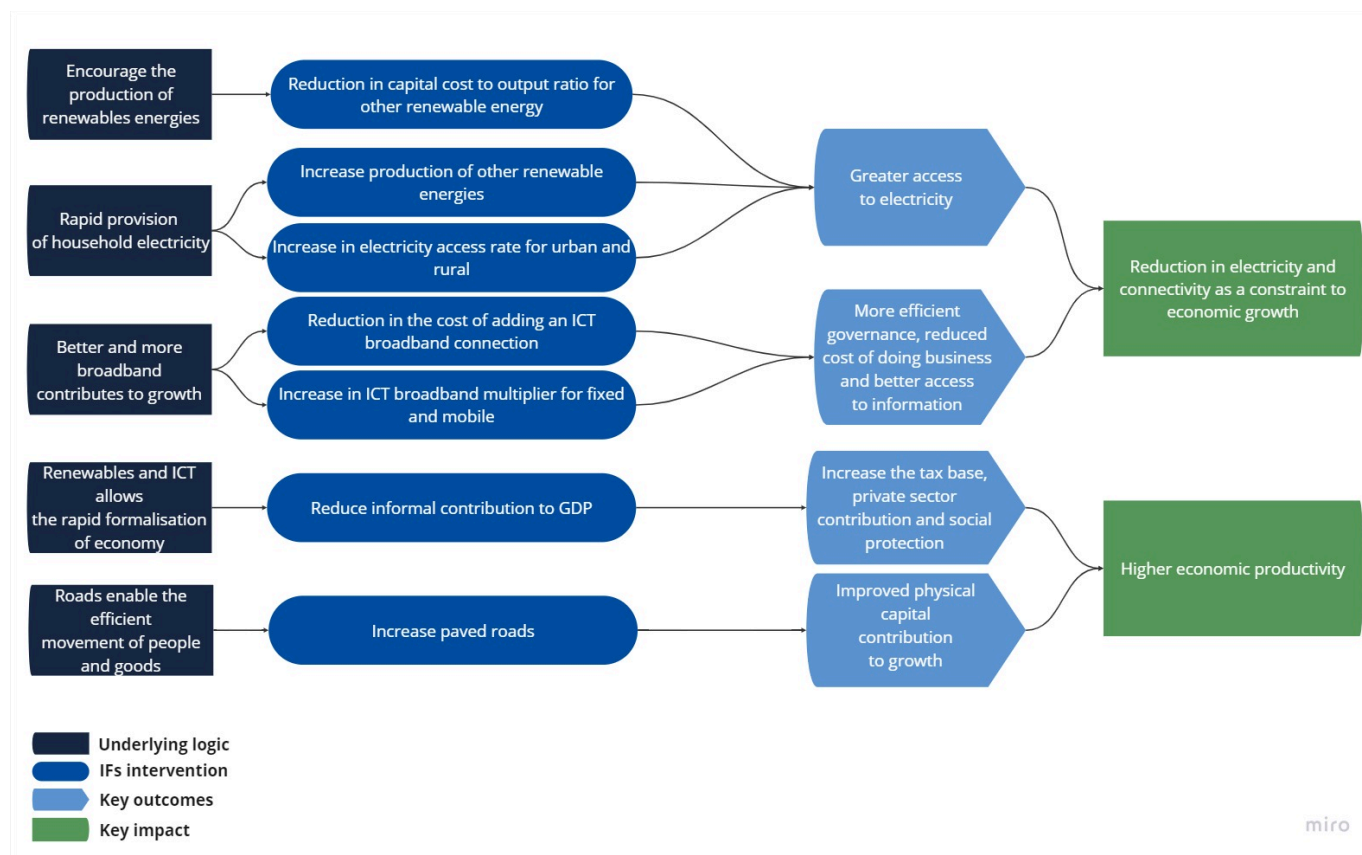 Encourage the
production of
renewables energies
Reduction in capital cost to output ratio for
other renewable energy
Increase production of other renewable
energies
Rapid provision
of household electricity
Increase in electricity access rate for urban and
rural
Greater access
to electricity
Reduction in electricity and
connectivity as a constraint to
economic growth
Better and more
broadband
contributes to growth
Reduction in the cost of adding an ICT
broadband connection
Increase in ICT broadband multiplier for fixed
and mobile
More efficient
governance, reduced
cost of doing business
and better access
to information
Renewables and ICT
allows
the rapid formalisation
of economy
Reduce informal contribution to GDP
Increase the tax base,
private sector
contribution and social
protection
Higher economic productivity
Roads enable the
efficient
movement of people
and goods
Increase paved roads
Improved physical
capital
contribution
to growth
Underlying logic
IFs intervention
Key outcomes
Key impact
miro